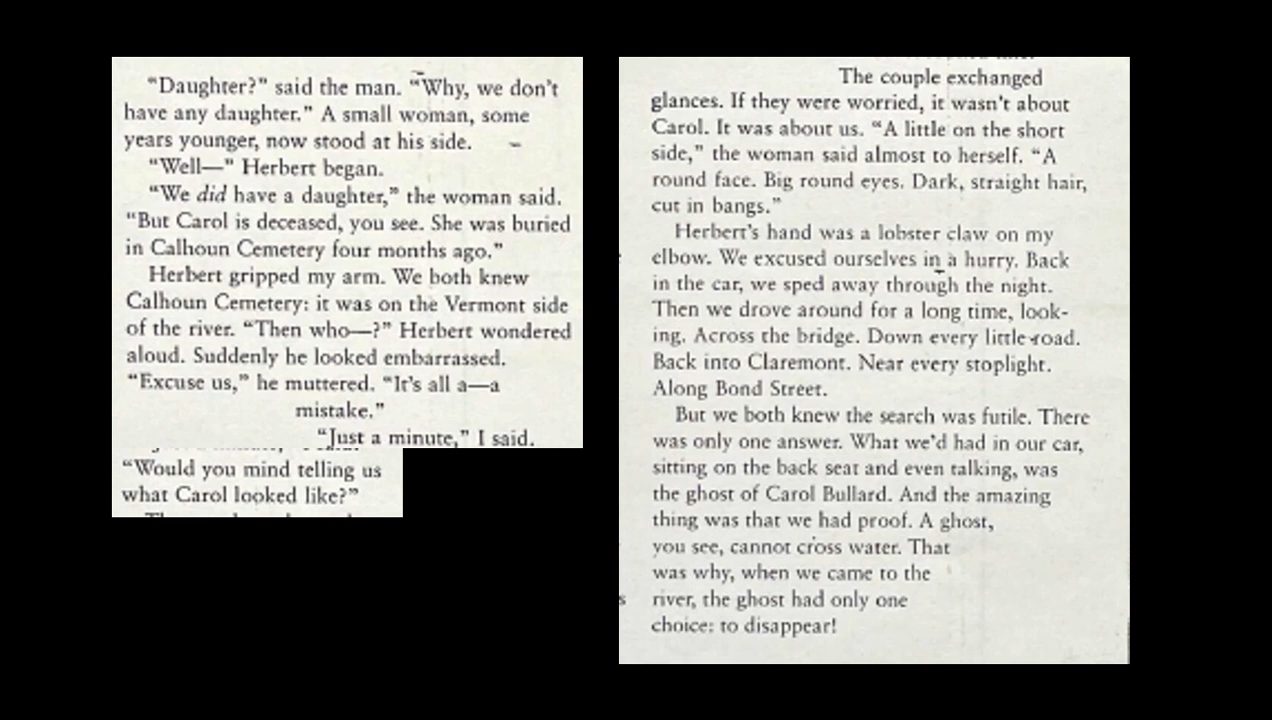 “Daughter?” said the man. “Why, we don’t
have any daughter.” A small woman, some
years younger, now stood at his side.
“Well—” Herbert began.
“We did have a daughter,” the woman said.
“But Carol is deceased, you see. She was buried
in Calhoun Cemetery four months ago.”
Herbert gripped my arm. We both knew
Calhoun Cemetery: it was on the Vermont side
of the river. “Then who—?” Herbert wondered
aloud. Suddenly he looked embarrassed.
“Excuse us,” he muttered. “It’s all a—a
mistake.”
“Just a minute,” I said.
“Would you mind telling us
what Carol looked like?”
The couple exchanged
glances. If they were worried, it wasn’t about
Carol. It was about us. “A little on the short
side,” the woman said almost to herself. “A
round face. Big round eyes. Dark, straight hair,
cut in bangs.”
Herbert’s hand was a lobster claw on my
elbow. We excused ourselves in a hurry. Back
in the car, we sped away through the night.
Then we drove around for a long time, look-
ing. Across the bridge. Down every little road.
Back into Claremont. Near every stoplight.
Along Bond Street.
But we both knew the search was futile. There
was only one answer. What we’d had in our car,
sitting on the back seat and even talking, was
the ghost of Carol Bullard. And the amazing
thing was that we had proof. A ghost,
you see, cannot cross water. That
was why, when we came to the
river, the ghost had only one
choice: to disappear!